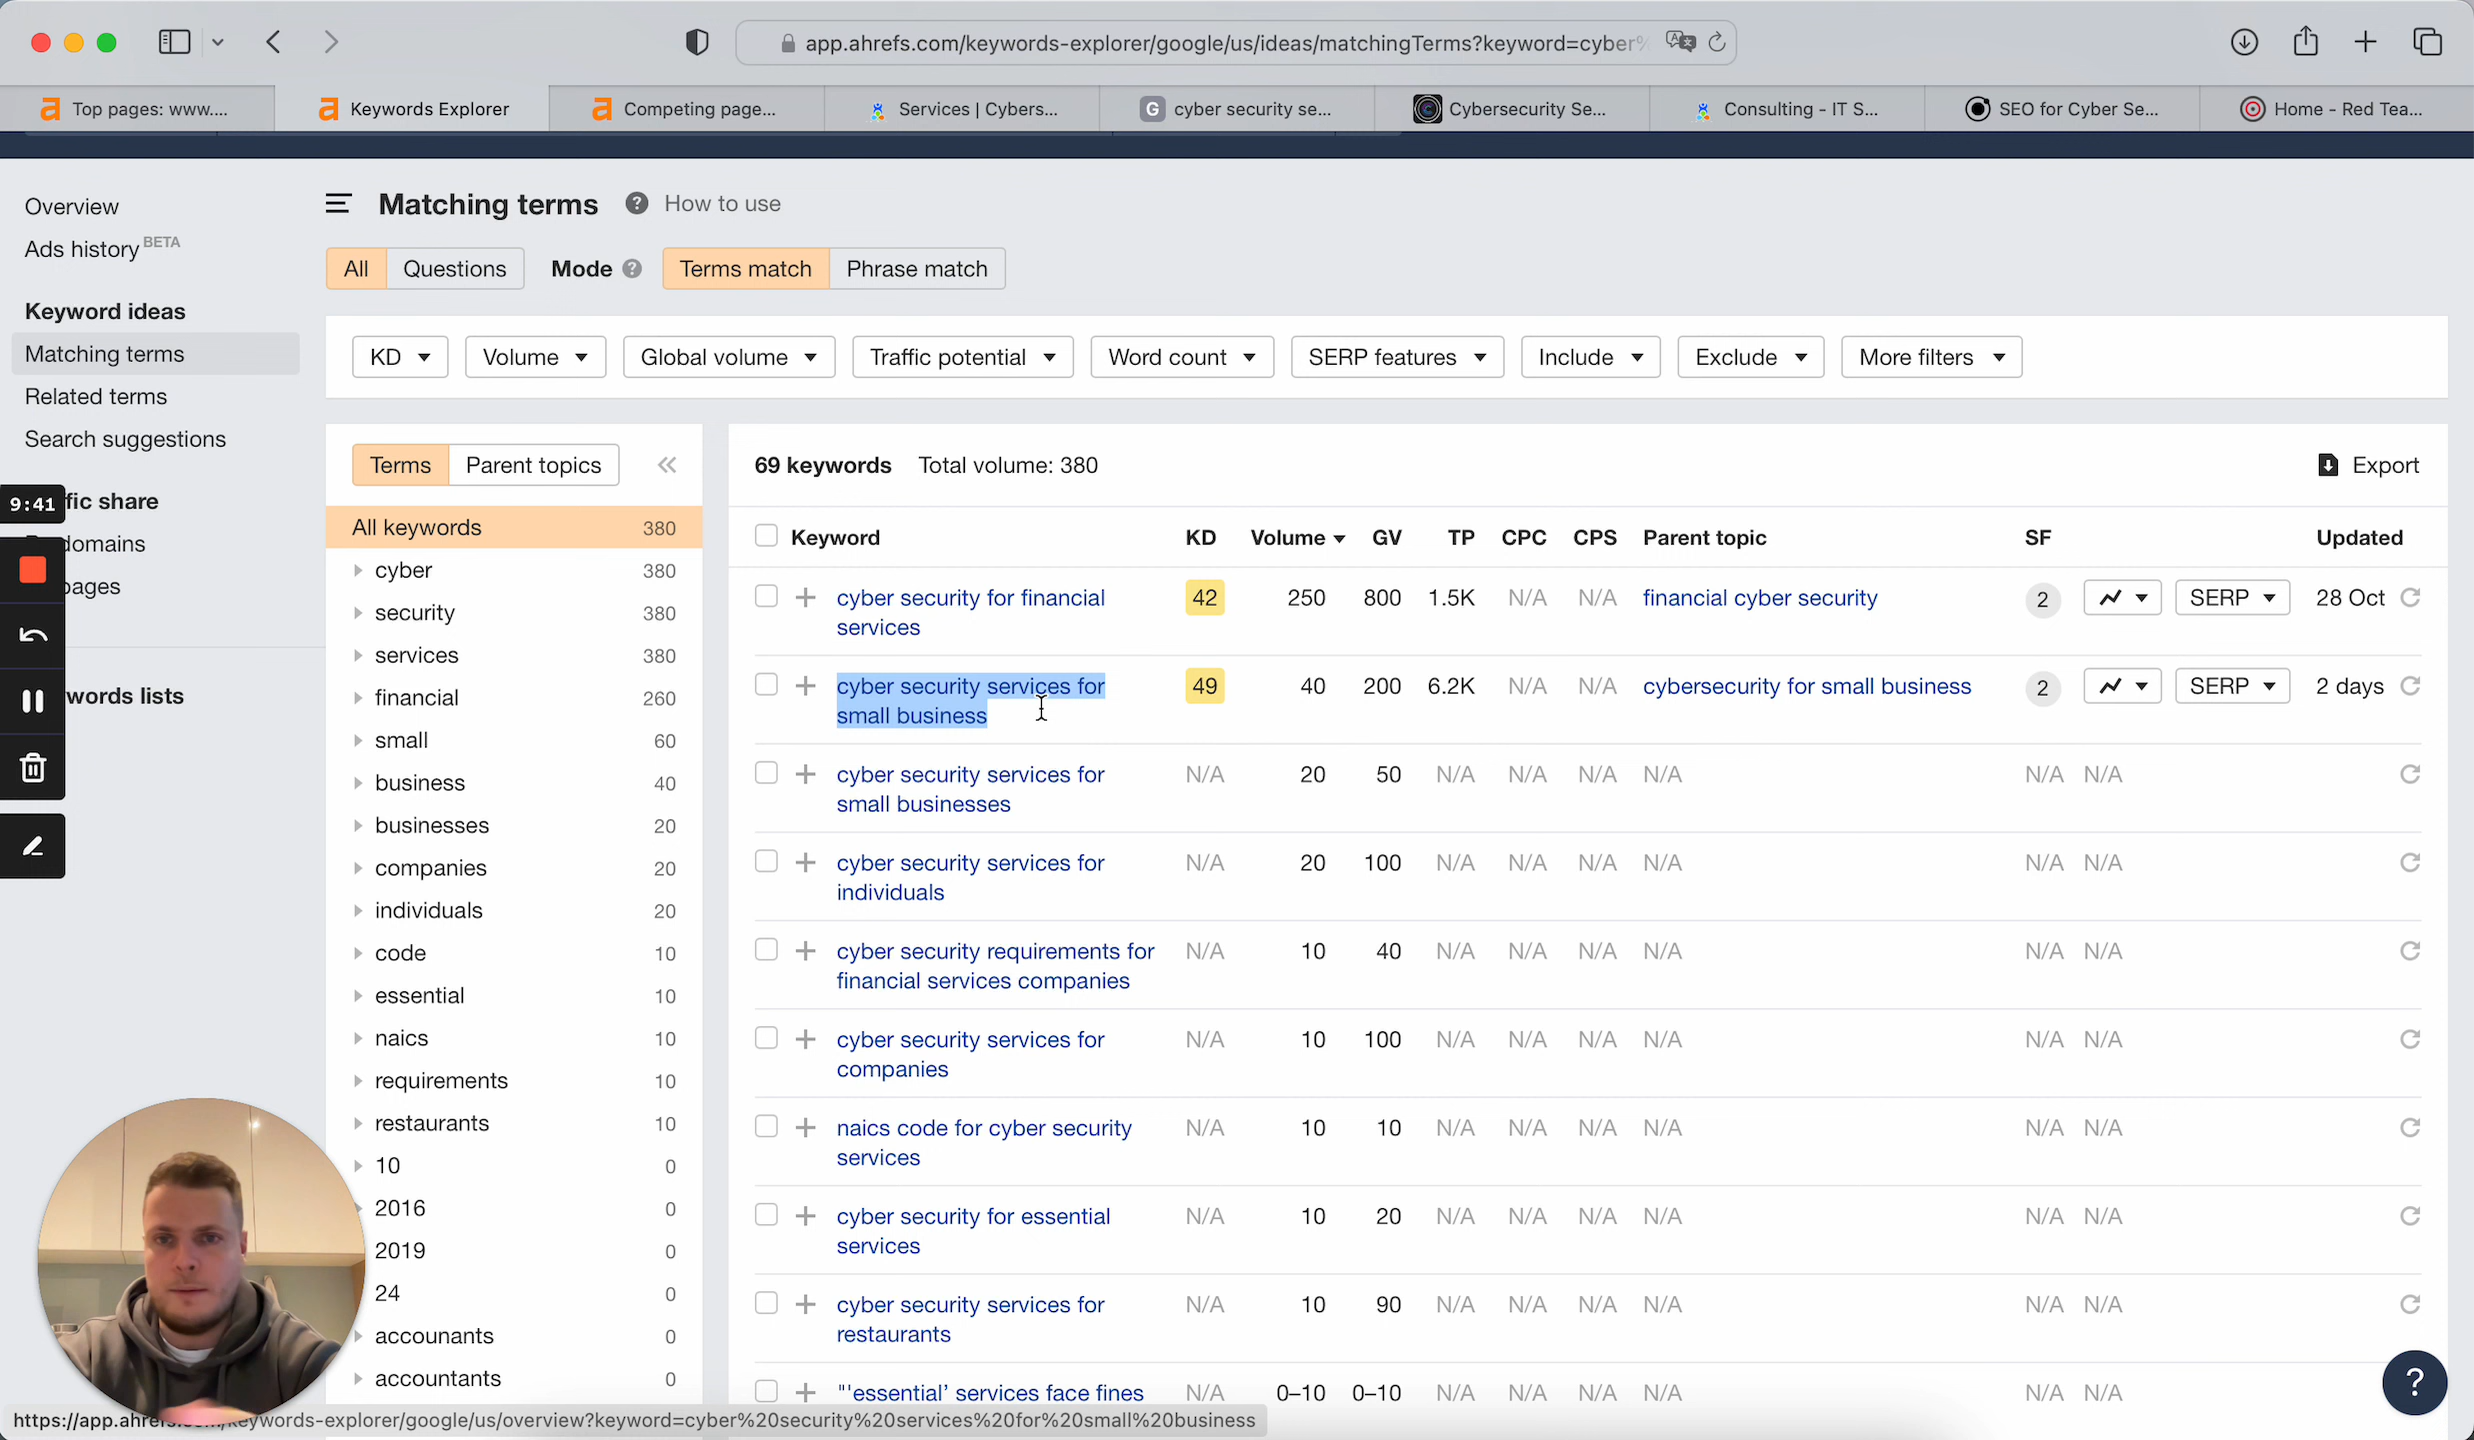 app.ahrefs.com/keywords-explorer/google/us/ideas/matchingTerms?keyword=cyber%
Top pages: www....
Keywords Explorer
Competing page...
Services | Cybers...
G cyber security se...
Cybersecurity Se...
Consulting - IT S...
SEO for Cyber Se...
Home - Red Tea...
Overview
Ads history BETA
Keyword ideas
Matching terms
Related terms
Search suggestions
fic share
domains
pages
words lists
9:41
Matching terms ? How to use
All Questions Mode ? Terms match Phrase match
KD Volume Global volume Traffic potential Word count SERP features Include Exclude More filters
Terms Parent topics
All keywords 380
cyber 380
security 380
services 380
financial 260
small 60
business 40
businesses 20
companies 20
individuals 20
code 10
essential 10
naics 10
requirements 10
restaurants 10
10 0
2016 0
2019 0
24 0
accounants 0
accountants 0
69 keywords Total volume: 380 Export
Keyword KD Volume GV TP CPC CPS Parent topic SF Updated
cyber security for financial services 42 250 800 1.5K N/A N/A financial cyber security 2 SERP 28 Oct
cyber security services for small business 49 40 200 6.2K N/A N/A cybersecurity for small business 2 SERP 2 days
cyber security services for small businesses N/A 20 50 N/A N/A N/A N/A N/A N/A
cyber security services for individuals N/A 20 100 N/A N/A N/A N/A N/A N/A
cyber security requirements for financial services companies N/A 10 40 N/A N/A N/A N/A N/A N/A
cyber security services for companies N/A 10 100 N/A N/A N/A N/A N/A N/A
naics code for cyber security services N/A 10 10 N/A N/A N/A N/A N/A N/A
cyber security for essential services N/A 10 20 N/A N/A N/A N/A N/A N/A
cyber security services for restaurants N/A 10 90 N/A N/A N/A N/A N/A N/A
"'essential' services face fines N/A 0–10 0–10 N/A N/A N/A N/A N/A N/A
?
https://app.ahrefs.com/keywords-explorer/google/us/overview?keyword=cyber%20security%20services%20for%20small%20business